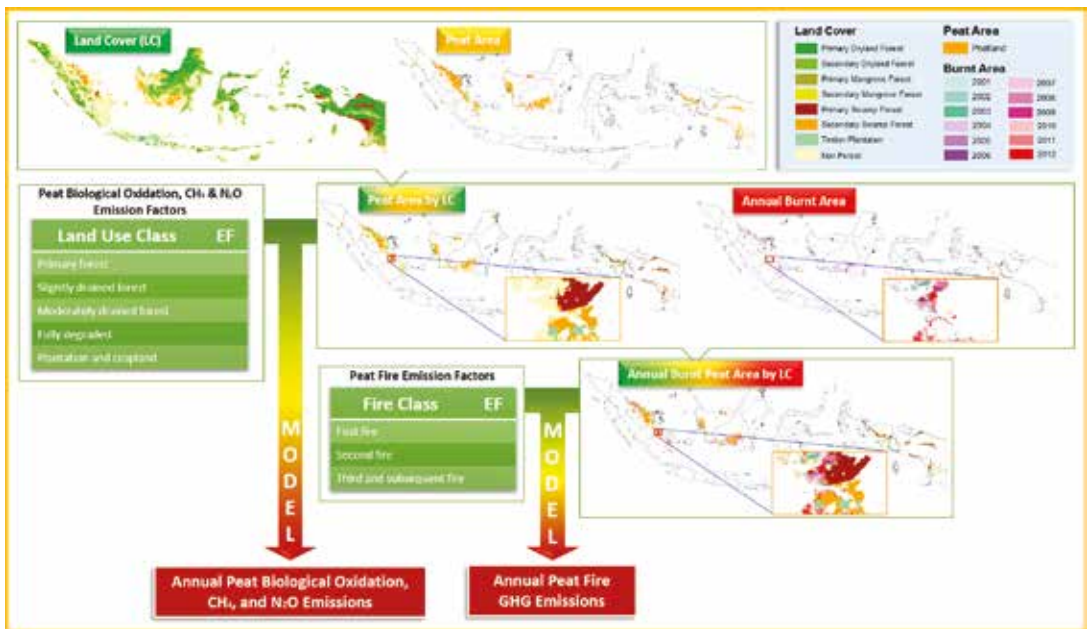 Land Cover (LC)
Peat Area
Land Cover
Primary Dryland Forest
Secondary Dryland Forest
Primary Mangrove Forest
Secondary Mangrove Forest
Primary Swamp Forest
Secondary Swamp Forest
Timber Plantation
Non Forest
Peat Area
Peatland
Burnt Area
2001
2002
2003
2004
2005
2006
2007
2008
2009
2010
2011
2012
Peat Biological Oxidation, CH₄ & N₂O
Emission Factors
Land Use Class EF
Primary forest
Slightly drained forest
Moderately drained forest
Fully degraded
Plantation and cropland
Peat Area by LC
Annual Burnt Area
Peat Fire Emission Factors
Fire Class EF
First fire
Second fire
Third and subsequent fire
Annual Burnt Peat Area by LC
MODEL
MODEL
Annual Peat Biological Oxidation,
CH₄, and N₂O Emissions
Annual Peat Fire
GHG Emissions